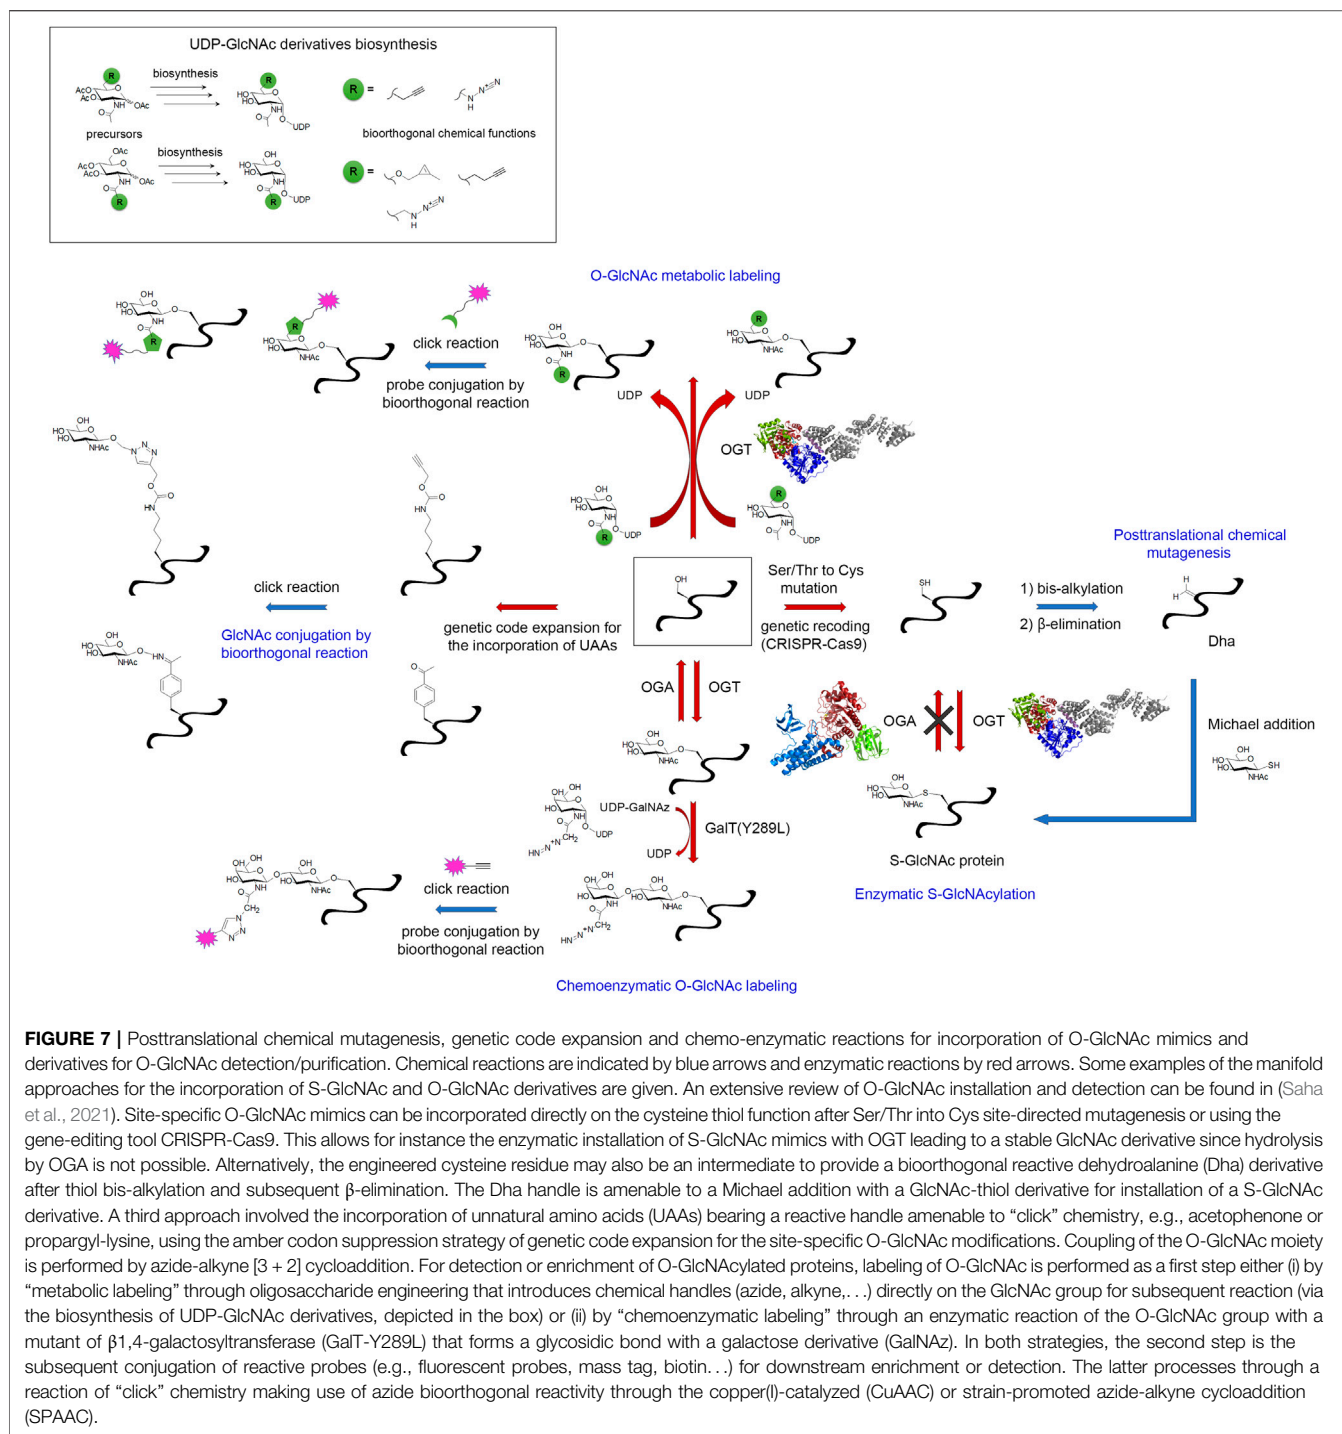 UDP-GlcNAc derivatives biosynthesis
biosynthesis
R
AcO
AcO
OAc
NH
O
HO
HO
O
NH
O
UDP
R
R =
N
H
N
N
precursors
biosynthesis
bioorthogonal chemical functions
OAc
AcO
AcO
O
OAc
NH
O
R
OH
HO
HO
O
NH
O
UDP
R
R =
O
N
H
N
N
O-GlcNAc metabolic labeling
click reaction
probe conjugation by
bioorthogonal reaction
UDP
UDP
OGT
Posttranslational chemical
mutagenesis
Ser/Thr to Cys
mutation
genetic recoding
(CRISPR-Cas9)
OH
SH
1) bis-alkylation
2) β-elimination
H
H
Dha
click reaction
GlcNAc conjugation by
bioorthogonal reaction
genetic code expansion for
the incorporation of UAAs
OGA
OGT
OGA
OGT
Michael addition
UDP-GalNAz
GalT(Y289L)
UDP
S-GlcNAc protein
Enzymatic S-GlcNAcylation
click reaction
probe conjugation by
bioorthogonal reaction
Chemoenzymatic O-GlcNAc labeling
FIGURE 7 | Posttranslational chemical mutagenesis, genetic code expansion and chemo-enzymatic reactions for incorporation of O-GlcNAc mimics and
derivatives for O-GlcNAc detection/purification. Chemical reactions are indicated by blue arrows and enzymatic reactions by red arrows. Some examples of the manifold
approaches for the incorporation of S-GlcNAc and O-GlcNAc derivatives are given. An extensive review of O-GlcNAc installation and detection can be found in (Saha
et al., 2021). Site-specific O-GlcNAc mimics can be incorporated directly on the cysteine thiol function after Ser/Thr into Cys site-directed mutagenesis or using the
gene-editing tool CRISPR-Cas9. This allows for instance the enzymatic installation of S-GlcNAc mimics with OGT leading to a stable GlcNAc derivative since hydrolysis
by OGA is not possible. Alternatively, the engineered cysteine residue may also be an intermediate to provide a bioorthogonal reactive dehydroalanine (Dha) derivative
after thiol bis-alkylation and subsequent β-elimination. The Dha handle is amenable to a Michael addition with a GlcNAc-thiol derivative for installation of a S-GlcNAc
derivative. A third approach involved the incorporation of unnatural amino acids (UAAs) bearing a reactive handle amenable to “click” chemistry, e.g., acetophenone or
propargyl-lysine, using the amber codon suppression strategy of genetic code expansion for the site-specific O-GlcNAc modifications. Coupling of the O-GlcNAc moiety
is performed by azide-alkyne [3 + 2] cycloaddition. For detection or enrichment of O-GlcNAcylated proteins, labeling of O-GlcNAc is performed as a first step either (i) by
“metabolic labeling” through oligosaccharide engineering that introduces chemical handles (azide, alkyne,. . .) directly on the GlcNAc group for subsequent reaction (via
the biosynthesis of UDP-GlcNAc derivatives, depicted in the box) or (ii) by “chemoenzymatic labeling” through an enzymatic reaction of the O-GlcNAc group with a
mutant of β1,4-galactosyltransferase (GalT-Y289L) that forms a glycosidic bond with a galactose derivative (GalNAz). In both strategies, the second step is the
subsequent conjugation of reactive probes (e.g., fluorescent probes, mass tag, biotin. . .) for downstream enrichment or detection. The latter processes through a
reaction of “click” chemistry making use of azide bioorthogonal reactivity through the copper(I)-catalyzed (CuAAC) or strain-promoted azide-alkyne cycloaddition
(SPAAC).